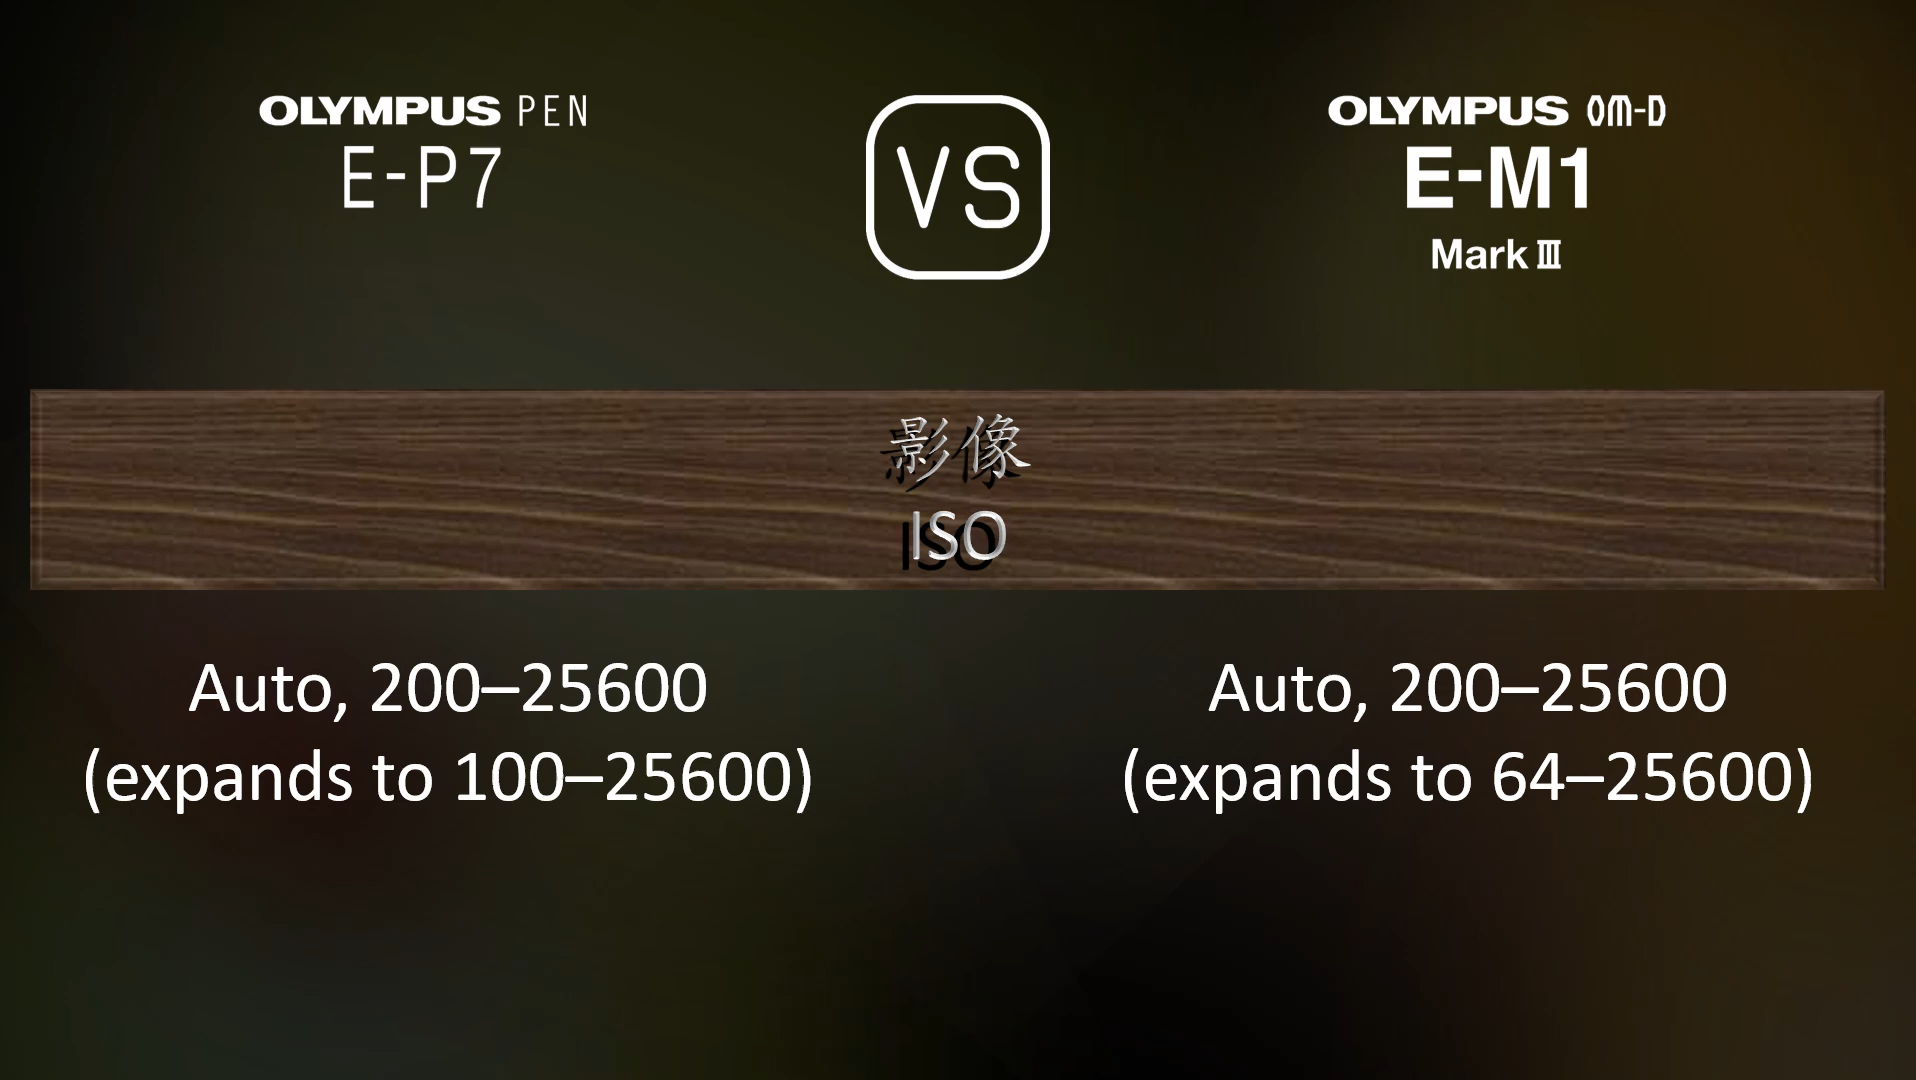 OLYMPUS PEN
E-P7
VS
OLYMPUS OM-D
E-M1
Mark III
影像
ISO
Auto, 200–25600
(expands to 100–25600)
Auto, 200–25600
(expands to 64–25600)